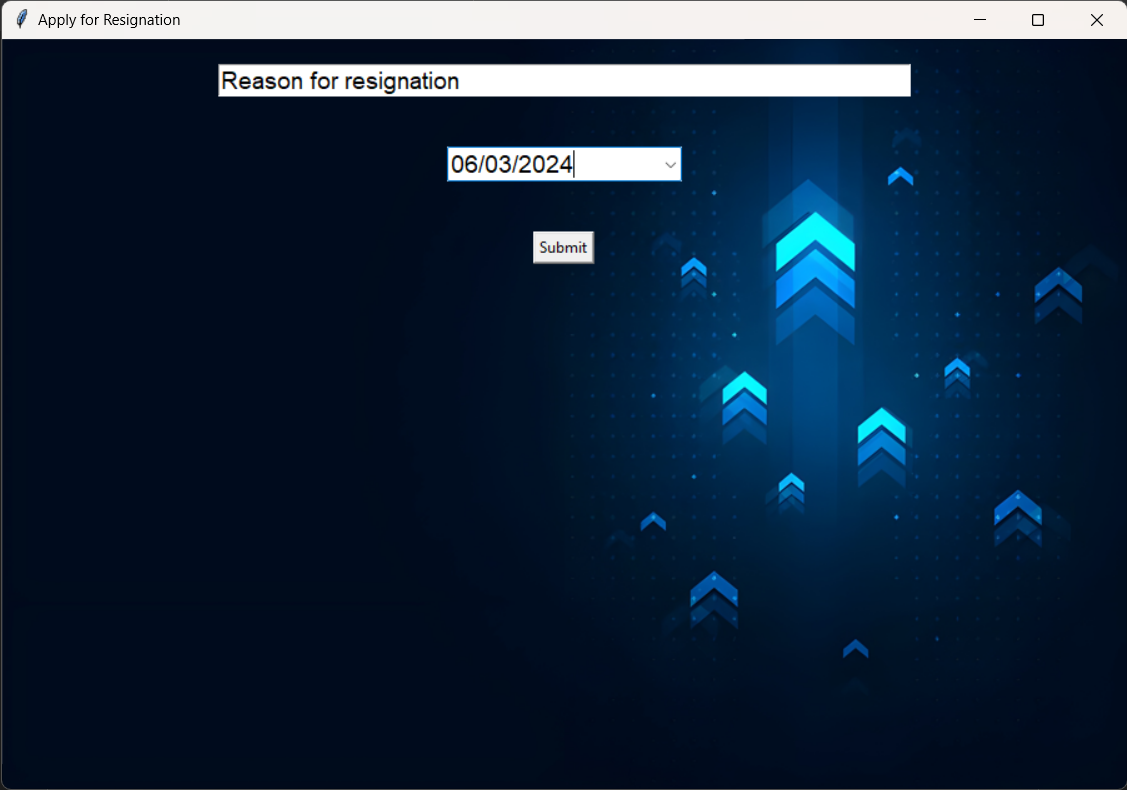 Apply for Resignation
Reason for resignation
06/03/2024
Submit